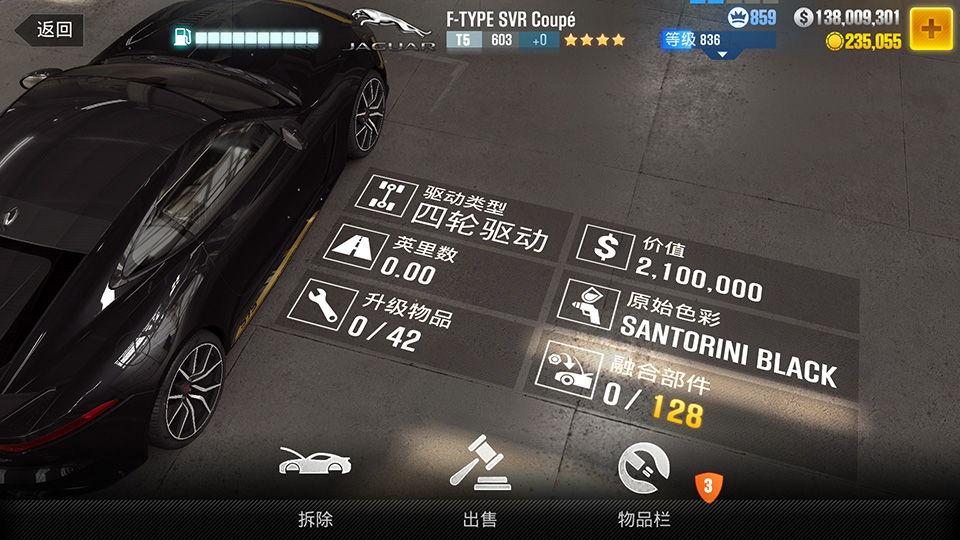 返回
JAGUAR
F-TYPE SVR Coupé
T5 603 +0
859
138,009,301
等级 836
235,055
驱动类型
四轮驱动
英里数
0.00
升级物品
0/42
价值
2,100,000
原始色彩
SANTORINI BLACK
融合部件
0/128
3
拆除
出售
物品栏